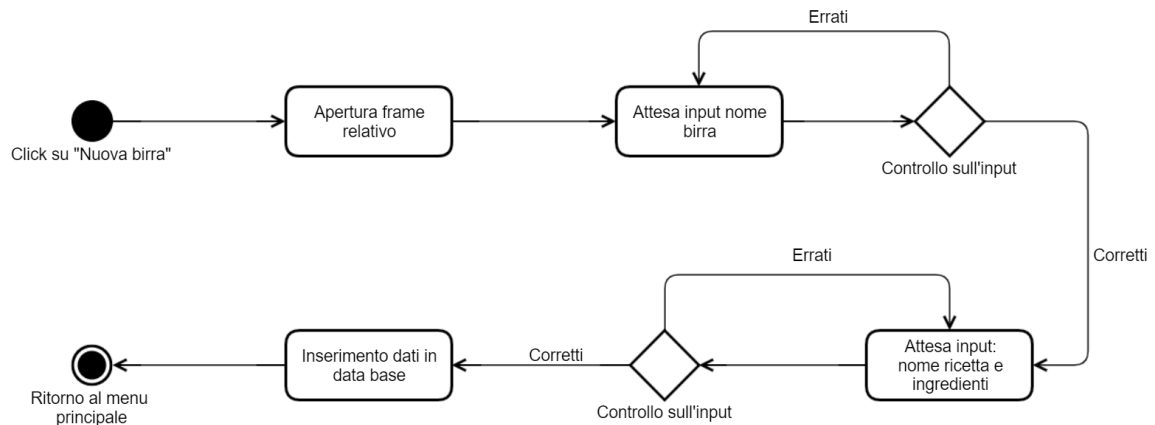 Errati
Apertura frame
relativo
Attesa input nome
birra
Click su "Nuova birra"
Controllo sull'input
Errati
Corretti
Attesa input:
nome ricetta e
ingredienti
Corretti
Inserimento dati in
data base
Controllo sull'input
Ritorno al menu
principale